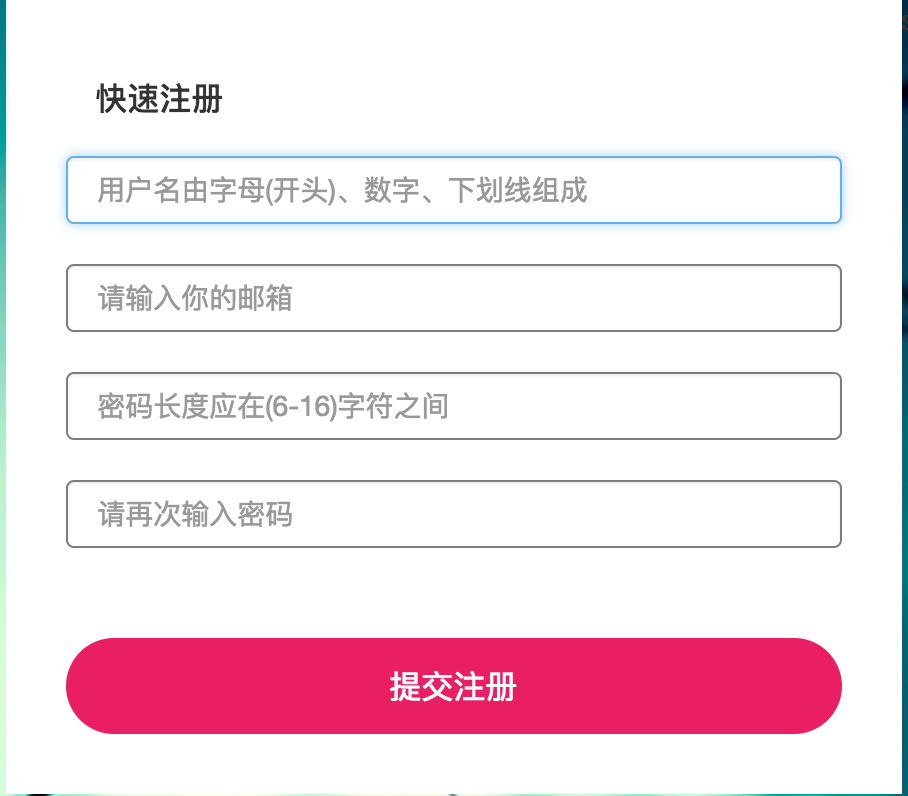 快速注册
用户名由字母(开头)、数字、下划线组成
请输入你的邮箱
密码长度应在(6-16)字符之间
请再次输入密码
提交注册